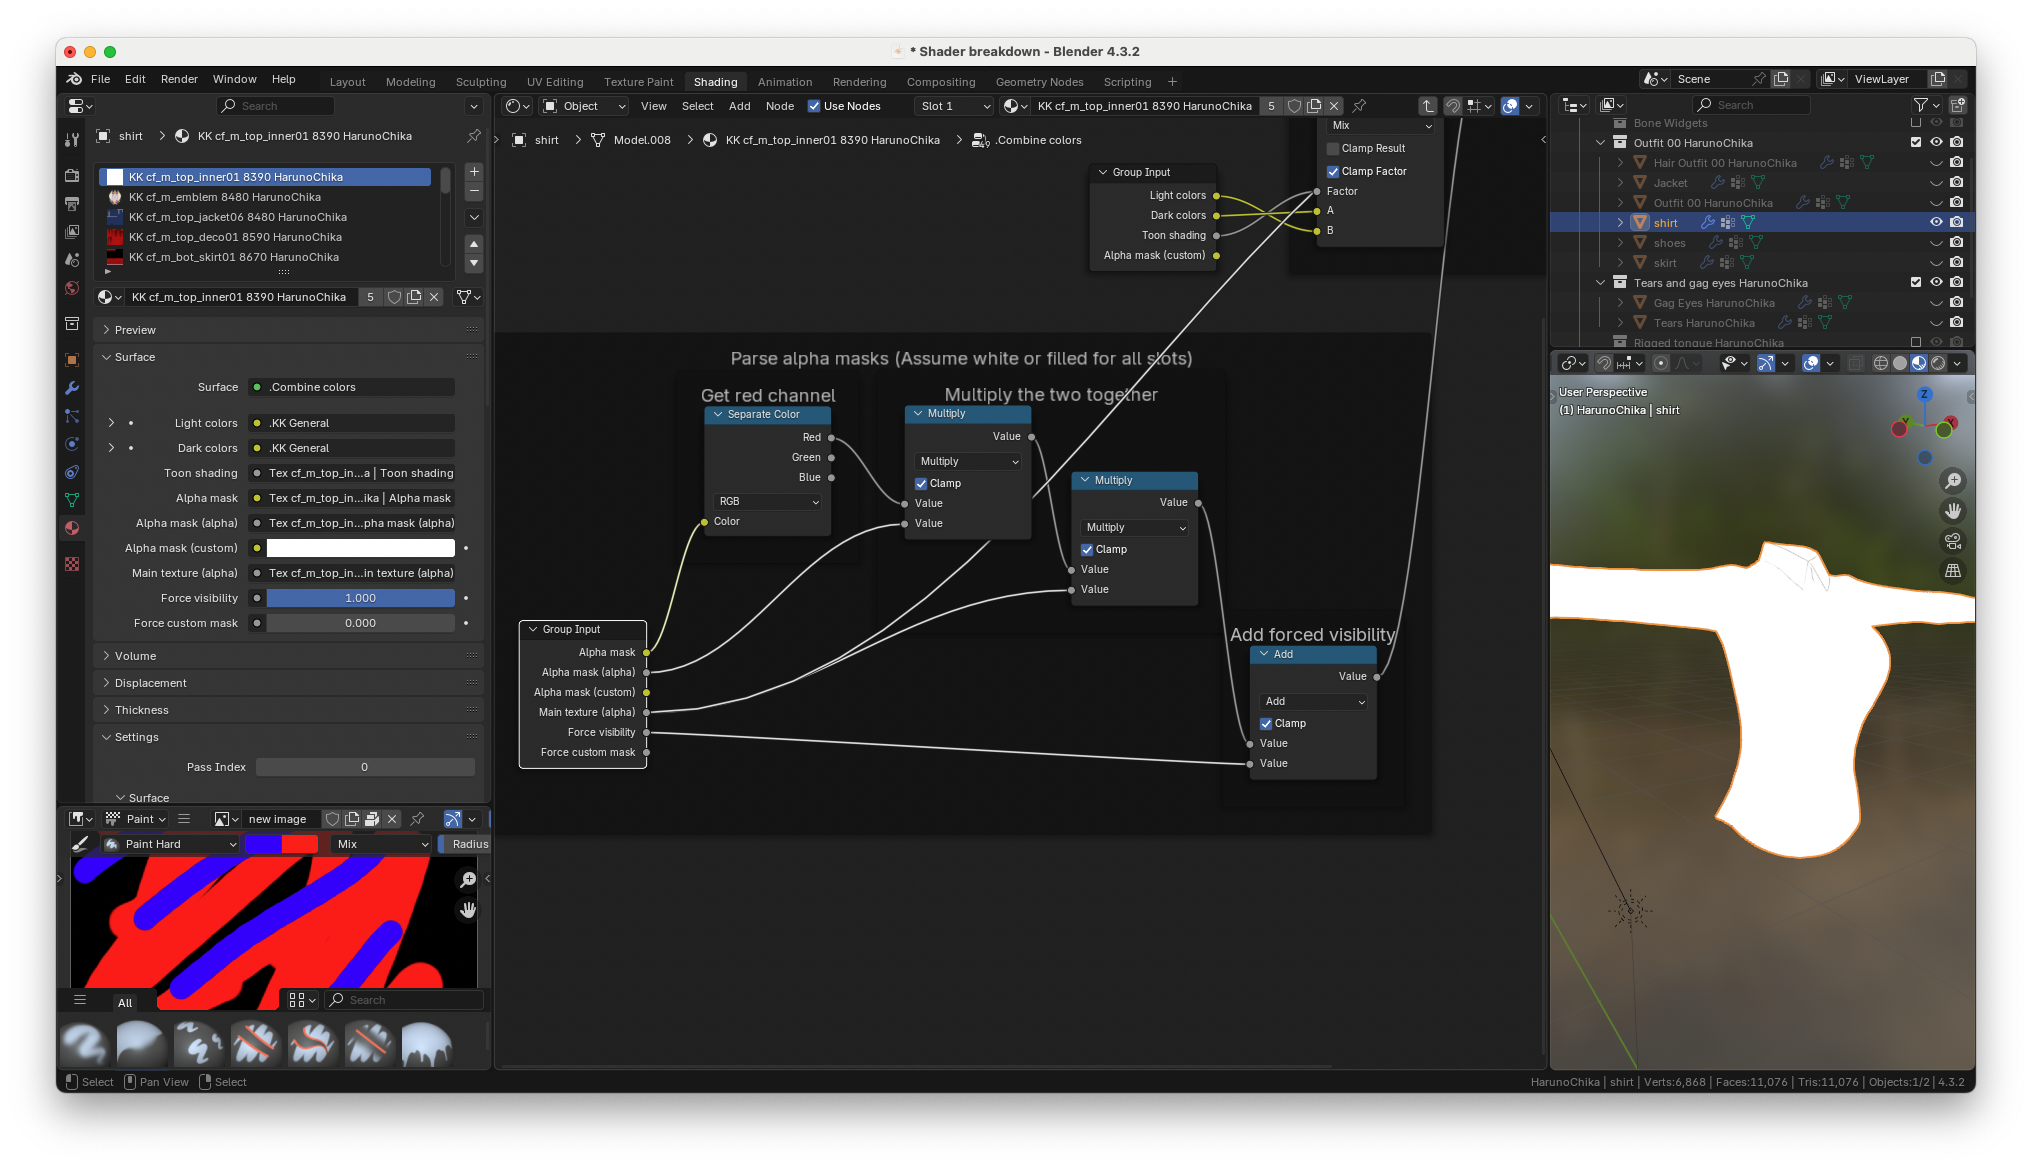 * Shader breakdown - Blender 4.3.2
File Edit Render Window Help
Layout Modeling Sculpting UV Editing Texture Paint Shading Animation Rendering Compositing Geometry Nodes Scripting +
Scene
ViewLayer
Search
Object
View Select Add Node Use Nodes
Slot 1
KK cf_m_top_inner01 8390 HarunoChika
5
Search
shirt > KK cf_m_top_inner01 8390 HarunoChika
KK cf_m_top_inner01 8390 HarunoChika
KK cf_m_emblem 8480 HarunoChika
KK cf_m_top_jacket06 8480 HarunoChika
KK cf_m_top_deco01 8590 HarunoChika
KK cf_m_bot_skirt01 8670 HarunoChika
KK cf_m_top_inner01 8390 HarunoChika 5
Preview
Surface
Surface .Combine colors
Light colors .KK General
Dark colors .KK General
Toon shading Tex cf_m_top_in...a | Toon shading
Alpha mask Tex cf_m_top_in...ika | Alpha mask
Alpha mask (alpha) Tex cf_m_top_in...pha mask (alpha)
Alpha mask (custom)
Main texture (alpha) Tex cf_m_top_in...in texture (alpha)
Force visibility 1.000
Force custom mask 0.000
Volume
Displacement
Thickness
Settings
Pass Index 0
Surface
Paint
new image
Paint Hard
Mix
Radius
All
Search
shirt > Model.008 > KK cf_m_top_inner01 8390 HarunoChika > .Combine colors
Mix
Clamp Result
Clamp Factor
Factor
A
B
Group Input
Light colors
Dark colors
Toon shading
Alpha mask (custom)
Parse alpha masks (Assume white or filled for all slots)
Get red channel
Separate Color
Red
Green
Blue
RGB
Color
Multiply the two together
Multiply
Value
Multiply
Clamp
Value
Value
Multiply
Value
Multiply
Clamp
Value
Value
Group Input
Alpha mask
Alpha mask (alpha)
Alpha mask (custom)
Main texture (alpha)
Force visibility
Force custom mask
Add forced visibility
Add
Value
Add
Clamp
Value
Value
Bone Widgets
Outfit 00 HarunoChika
Hair Outfit 00 HarunoChika
Jacket
Outfit 00 HarunoChika
shirt
shoes
skirt
Tears and gag eyes HarunoChika
Gag Eyes HarunoChika
Tears HarunoChika
Rigged tongue HarunoChika
User Perspective
(1) HarunoChika | shirt
Z
Y
X
Select Pan View Select
HarunoChika | shirt | Verts:6,868 | Faces:11,076 | Tris:11,076 | Objects:1/2 | 4.3.2